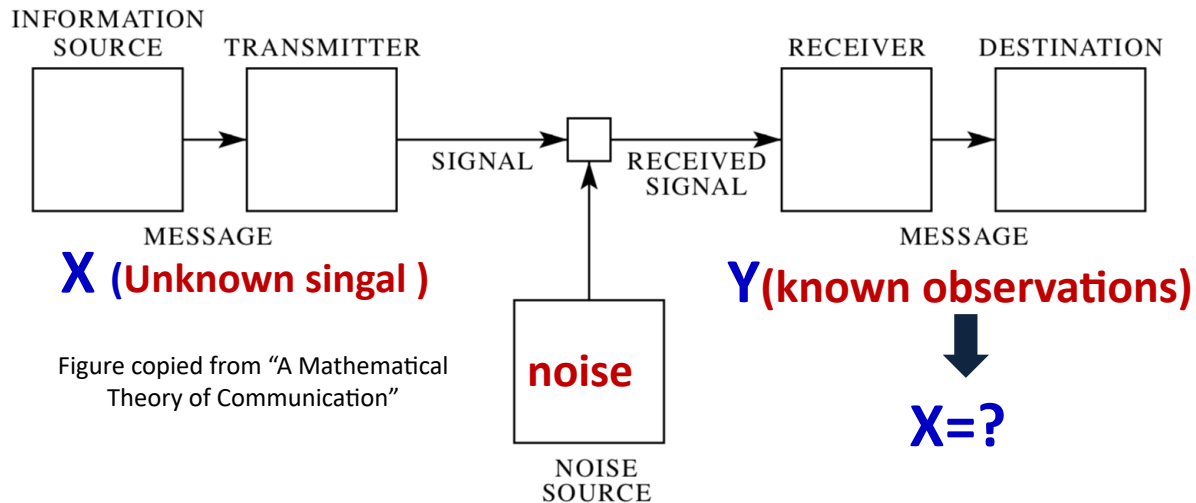 INFORMATION
SOURCE
TRANSMITTER
RECEIVER
DESTINATION
SIGNAL
RECEIVED
SIGNAL
MESSAGE
MESSAGE
X (Unknown singal )
Y(known observations)
Figure copied from “A Mathematical
Theory of Communication”
noise
X=?
NOISE
SOURCE